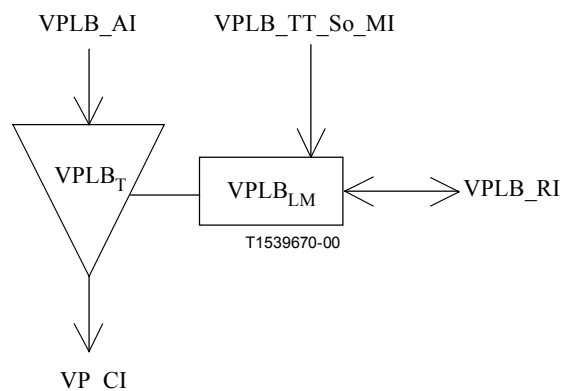 VPLB_AI
VPLB_TT_So_MI
VPLB_T
VPLB_LM
VPLB_RI
T1539670-00
VP_CI